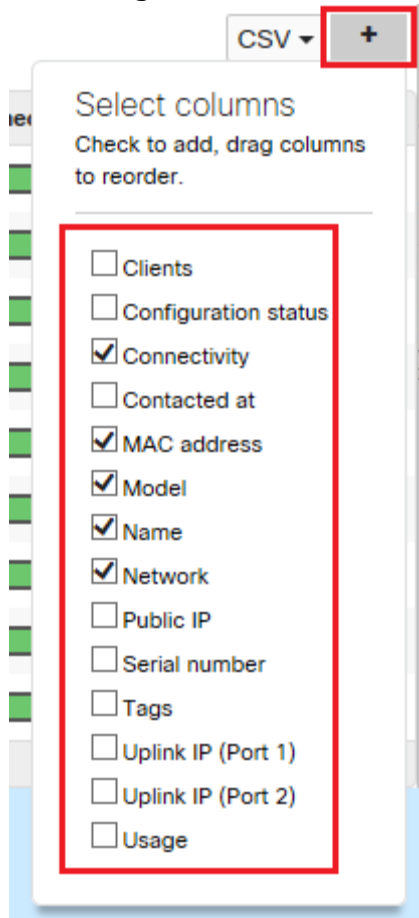 CSV +
Select columns
Check to add, drag columns
to reorder.
Clients
Configuration status
Connectivity
Contacted at
MAC address
Model
Name
Network
Public IP
Serial number
Tags
Uplink IP (Port 1)
Uplink IP (Port 2)
Usage